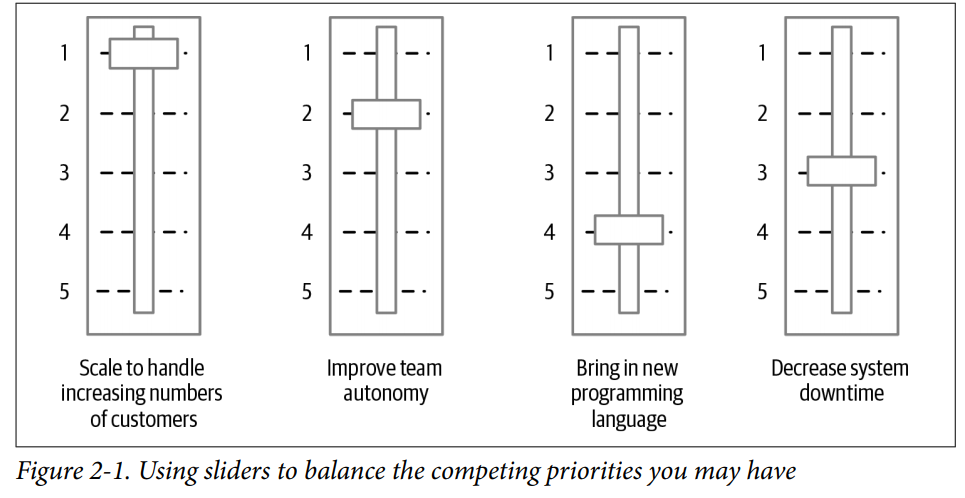 1 1 1 1
2 2 2 2
3 3 3 3
4 4 4 4
5 5 5 5
Scale to handle
increasing numbers
of customers
Improve team
autonomy
Bring in new
programming
language
Decrease system
downtime
Figure 2-1. Using sliders to balance the competing priorities you may have